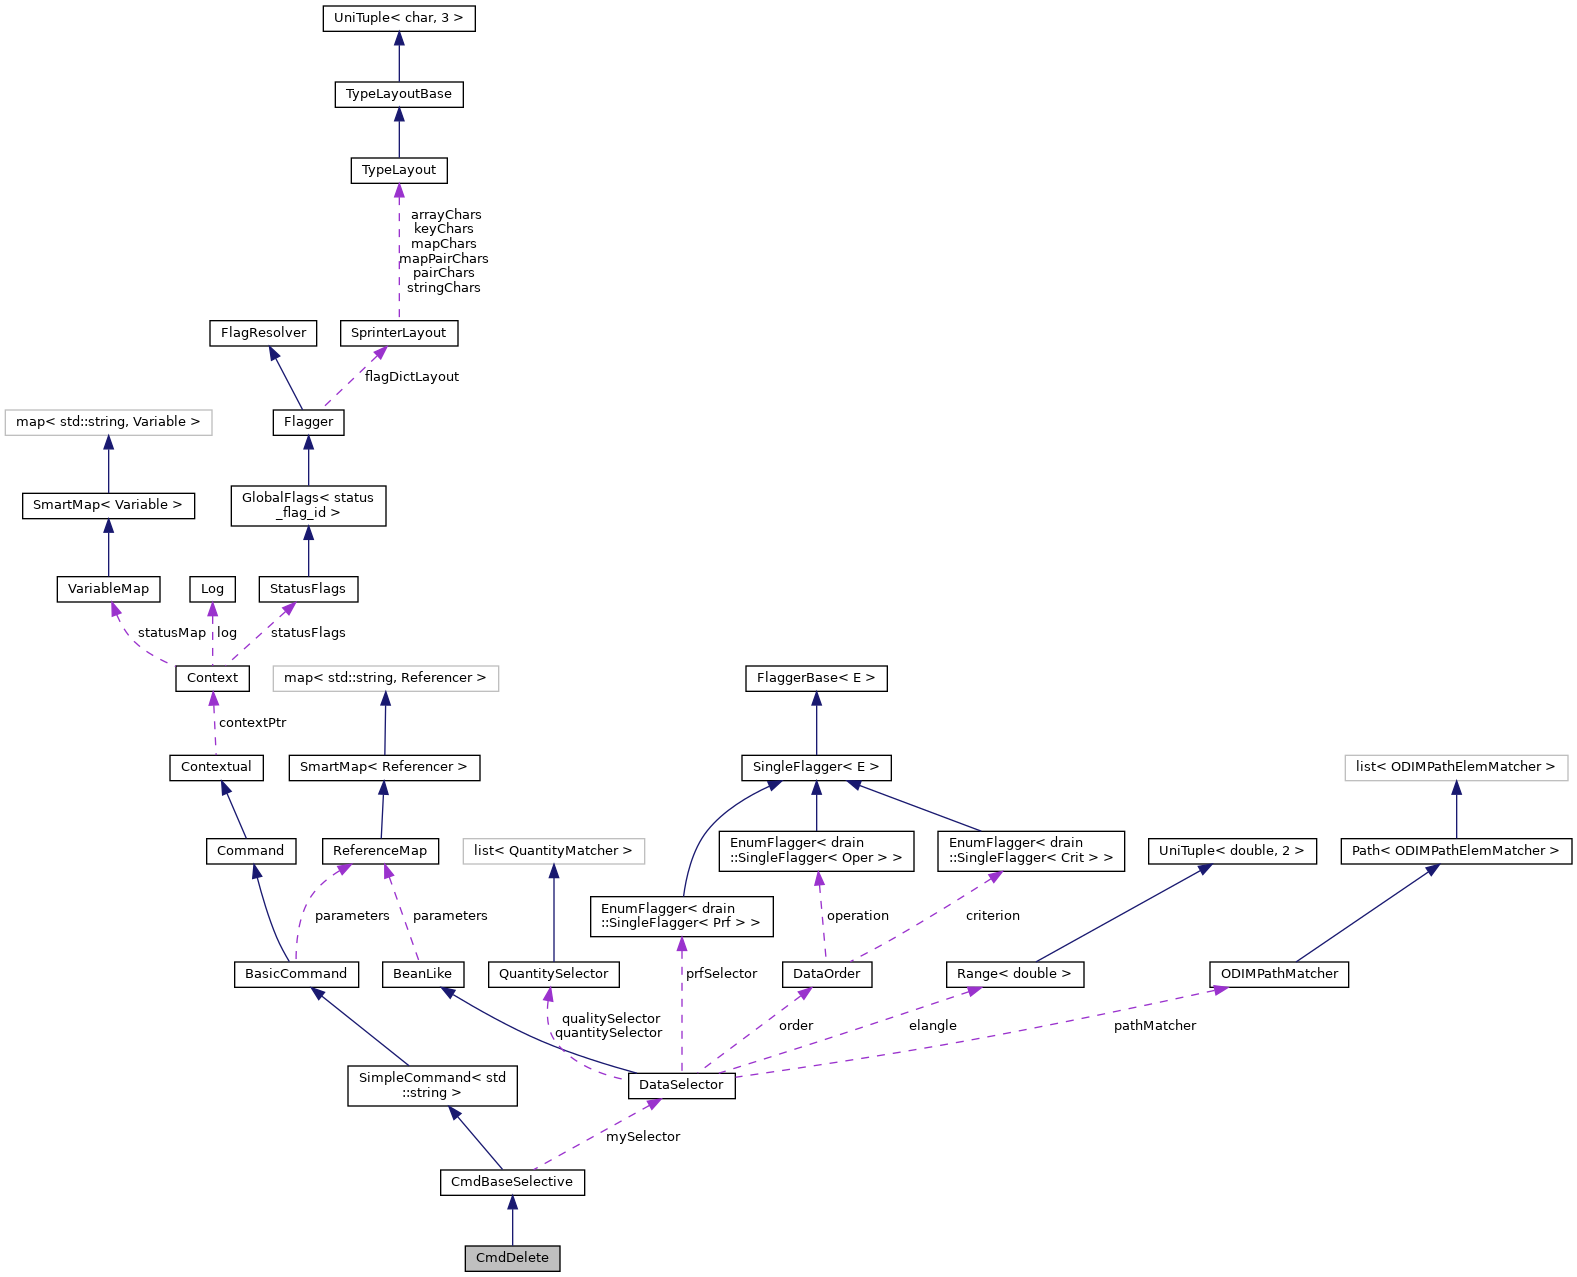 UniTuple< char, 3 >
TypeLayoutBase
TypeLayout
arrayChars
keyChars
mapChars
mapPairChars
pairChars
stringChars
FlagResolver
SprinterLayout
flagDictLayout
map< std::string, Variable >
Flagger
SmartMap< Variable >
GlobalFlags< status
_flag_id >
VariableMap
Log
StatusFlags
statusMap
log
statusFlags
Context
map< std::string, Referencer >
FlaggerBase< E >
contextPtr
Contextual
SmartMap< Referencer >
SingleFlagger< E >
list< ODIMPathElemMatcher >
Command
ReferenceMap
list< QuantityMatcher >
EnumFlagger< drain
::SingleFlagger< Oper > >
EnumFlagger< drain
::SingleFlagger< Crit > >
UniTuple< double, 2 >
Path< ODIMPathElemMatcher >
parameters
parameters
EnumFlagger< drain
::SingleFlagger< Prf > >
operation
criterion
BasicCommand
BeanLike
QuantitySelector
prfSelector
DataOrder
Range< double >
ODIMPathMatcher
qualitySelector
quantitySelector
order
elangle
pathMatcher
SimpleCommand< std
::string >
DataSelector
mySelector
CmdBaseSelective
CmdDelete